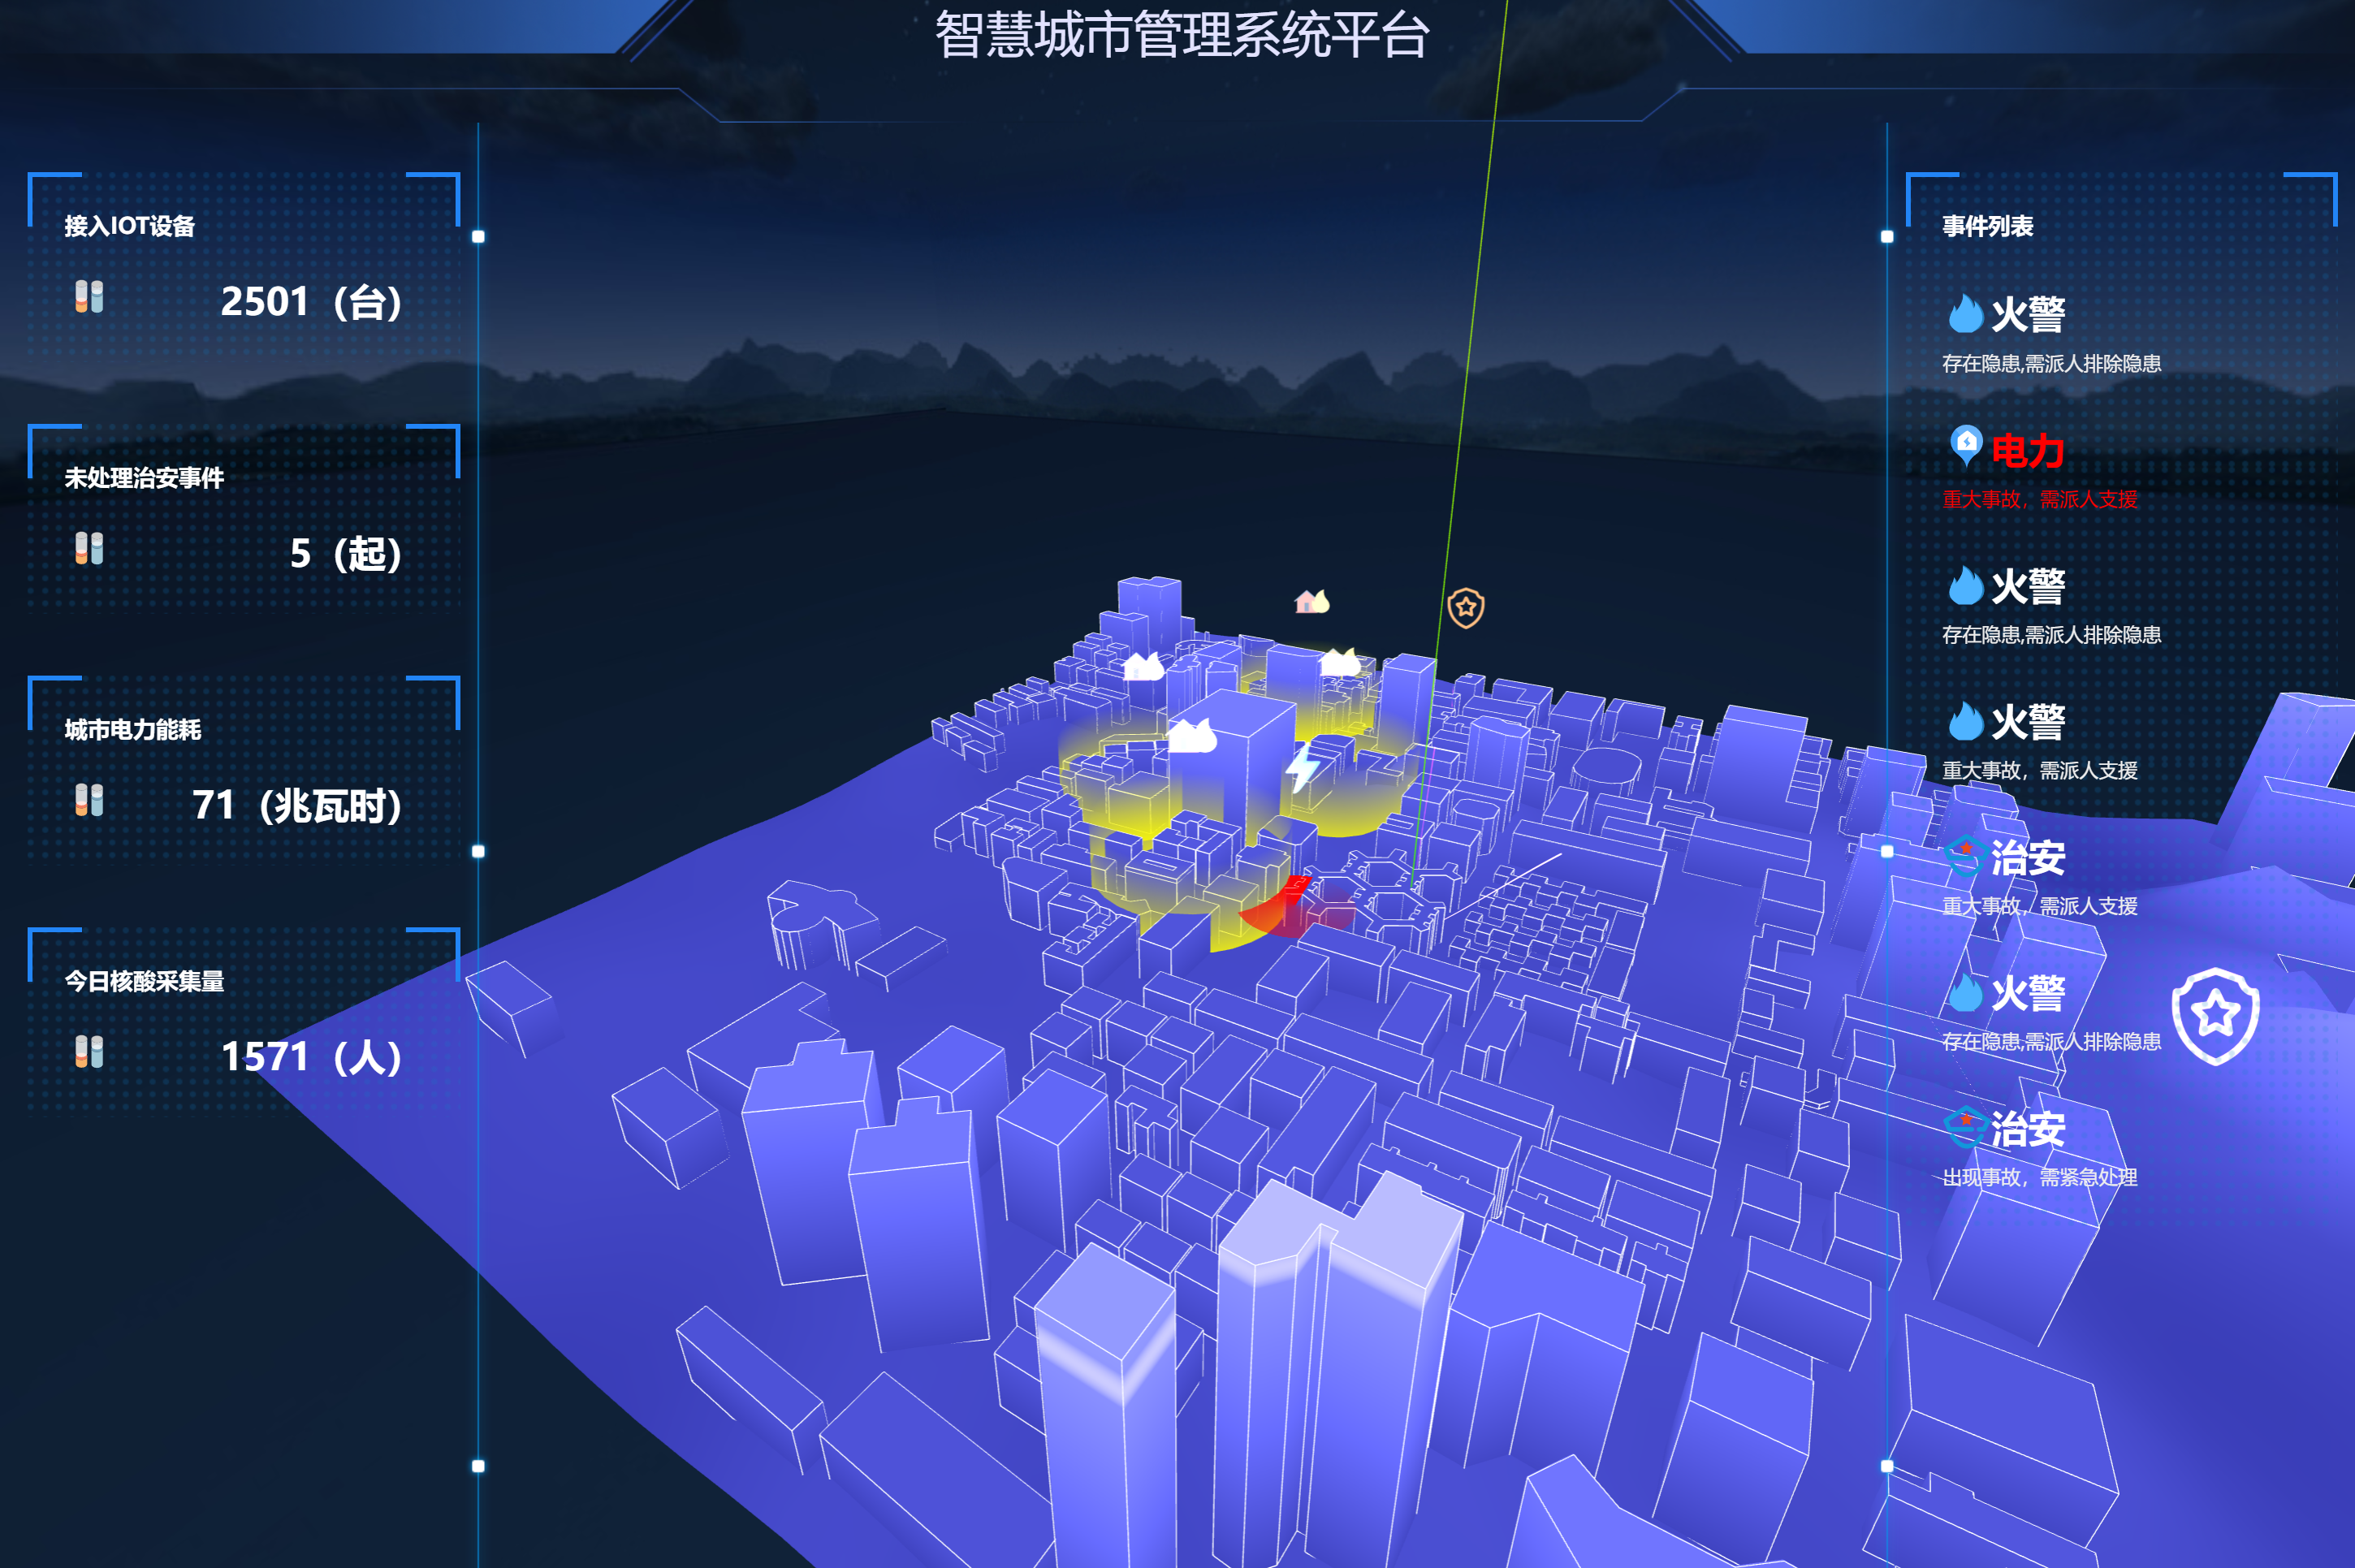 智慧城市管理系统平台
接入IOT设备
2501（台）
未处理治安事件
5（起）
城市电力能耗
71（兆瓦时）
今日核酸采集量
1571（人）
事件列表
火警
存在隐患,需派人排除隐患
电力
重大事故，需派人支援
火警
存在隐患,需派人排除隐患
火警
重大事故，需派人支援
治安
重大事故，需派人支援
火警
存在隐患,需派人排除隐患
治安
出现事故，需紧急处理